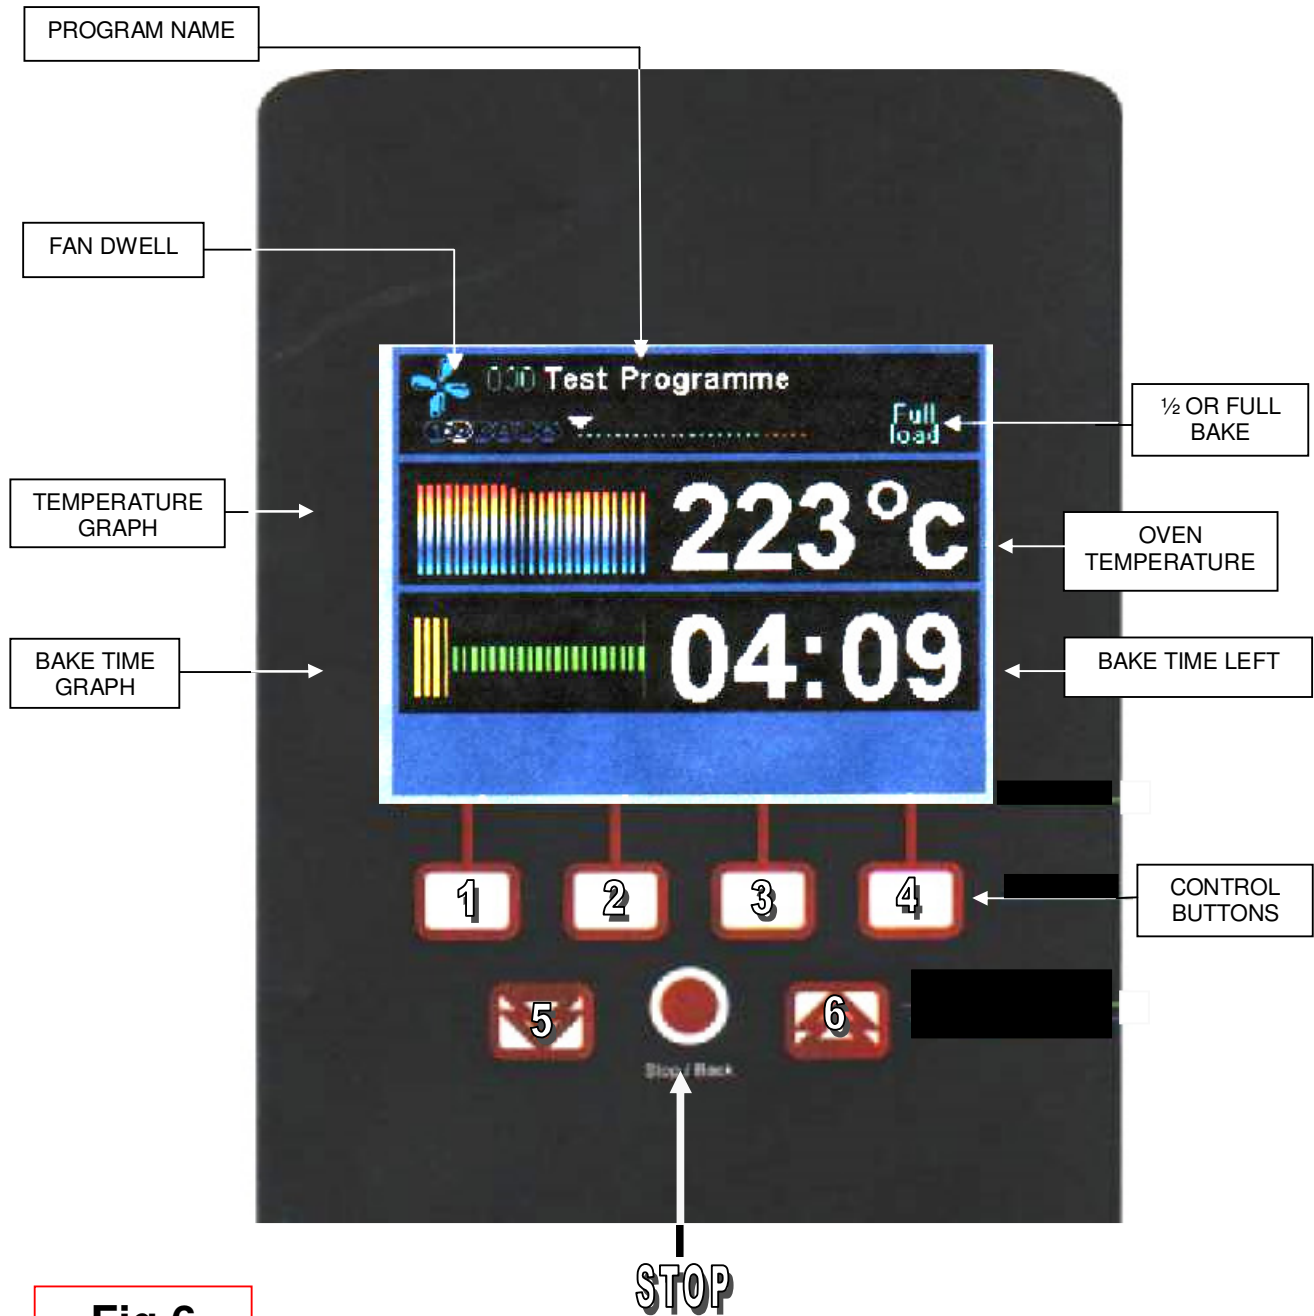 PROGRAM NAME
FAN DWELL
Test Programme
Full
load
½ OR FULL
BAKE
TEMPERATURE
GRAPH
223°C
OVEN
TEMPERATURE
BAKE TIME
GRAPH
04:09
BAKE TIME LEFT
1
2
3
4
CONTROL
BUTTONS
5
6
Stop / Back
STOP
Fig 6